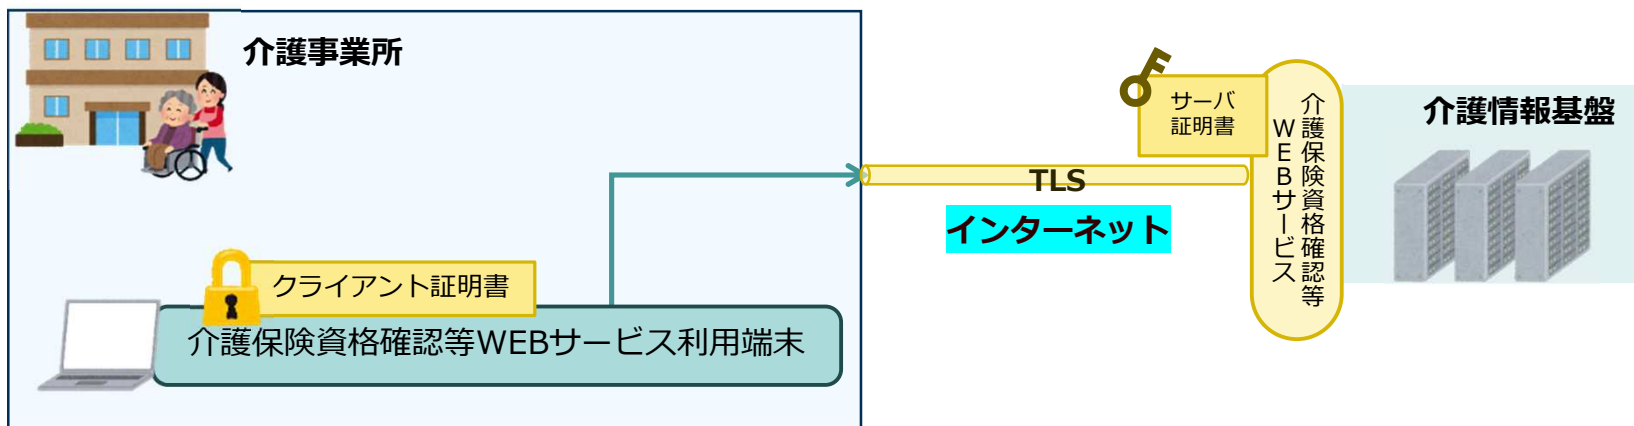 介護事業所
クライアント証明書
介護保険資格確認等WEBサービス利用端末
TLS
インターネット
サーバ
証明書
介護保険資格確認等
WEBサービス
介護情報基盤